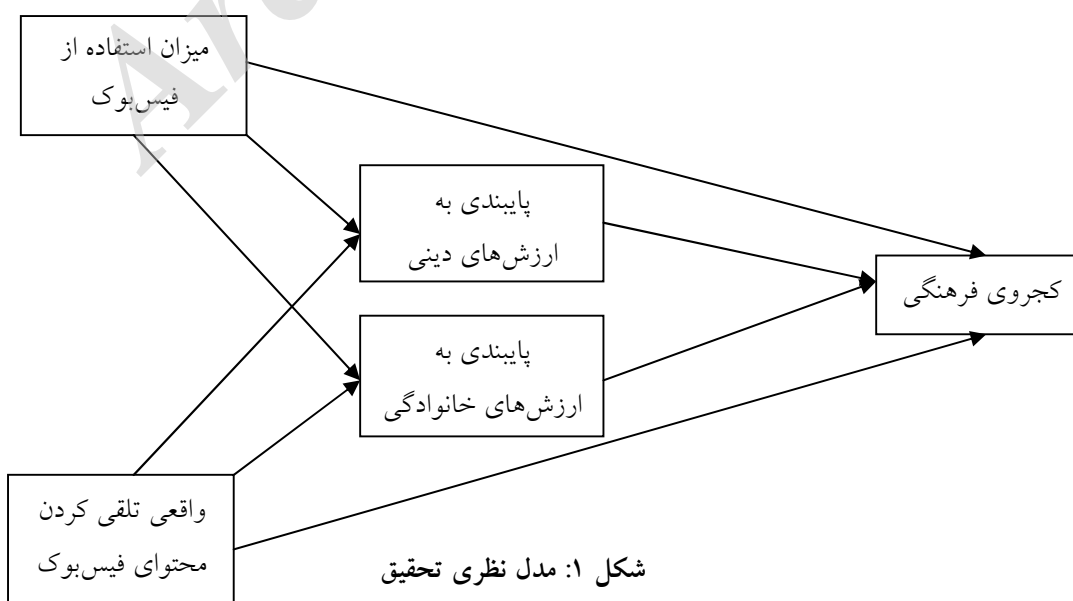 میزان استفاده از
فیس‌بوک
پایبندی به
ارزش‌های دینی
کجروی فرهنگی
پایبندی به
ارزش‌های خانوادگی
واقعی تلقی کردن
محتوای فیس‌بوک
شکل ۱: مدل نظری تحقیق